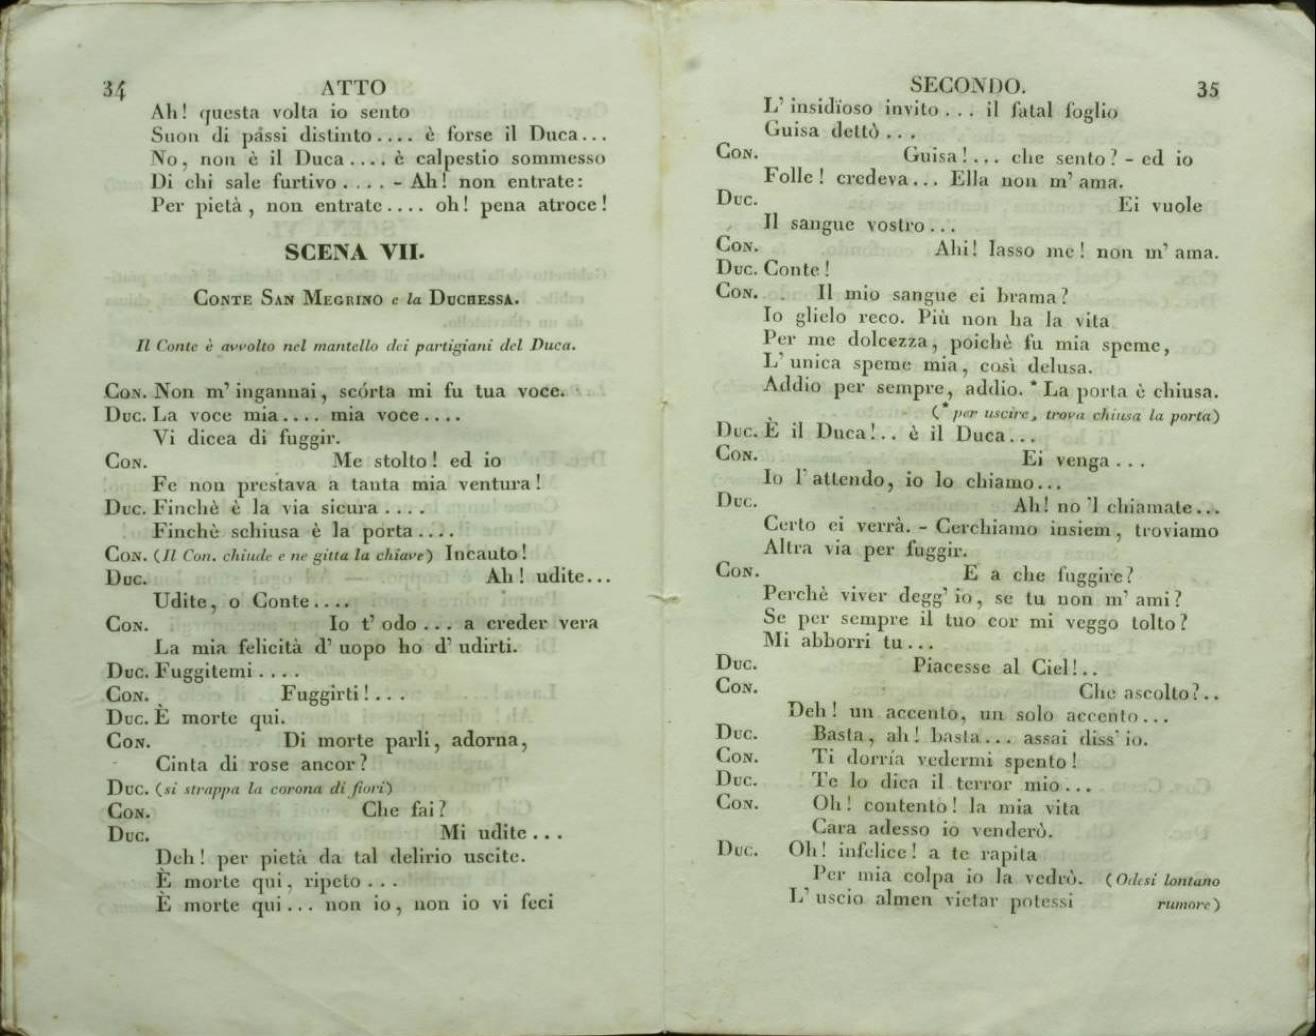 34 ATTO
Ah! questa volta io sento
Suon di pássi distinto.... è forse il Duca...
No, non è il Duca.... è calpestio sommesso
Di chi sale furtivo.... - Ah! non entrate:
Per pietà, non entrate.... oh! pena atroce!
SCENA VII.
CONTE SAN MEGRINO e la DUCHESSA.
Il Conte è avvolto nel mantello dei partigiani del Duca.
CON. Non m' ingannai, scórta mi fu tua voce.
DUC. La voce mia.... mia voce....
Vi dicea di fuggir.
CON. Me stolto! ed io
Fe non prestava a tanta mia ventura!
DUC. Finchè è la via sicura....
Finchè schiusa è la porta....
CON. (Il Con. chiude e ne gitta la chiave) Incauto!
DUC. Ah! udite...
Udite, o Conte....
CON. Io t' odo... a creder vera
La mia felicità d' uopo ho d' udirti.
DUC. Fuggitemi....
CON. Fuggirti!...
DUC. È morte qui.
CON. Di morte parli, adorna,
Cinta di rose ancor?
DUC. (si strappa la corona di fiori)
CON. Che fai?
DUC. Mi udite...
Deh! per pietà da tal delirio uscite.
È morte qui, ripeto...
È morte qui... non io, non io vi feci
SECONDO. 35
L' insidïoso invito... il fatal foglio
Guisa dettò...
CON. Guisa!... che sento? - ed io
Folle! credeva... Ella non m' ama.
DUC. Ei vuole
Il sangue vostro...
CON. Ahi! lasso me! non m' ama.
DUC. Conte!
CON. Il mio sangue ei brama?
Io glielo reco. Più non ha la vita
Per me dolcezza, poichè fu mia speme,
L' unica speme mia, così delusa.
Addio per sempre, addio. * La porta è chiusa.
(* per uscire, trova chiusa la porta)
DUC. È il Duca!.. è il Duca...
CON. Ei venga...
Io l' attendo, io lo chiamo...
DUC. Ah! no 'l chiamate...
Certo ei verrà. - Cerchiamo insiem, troviamo
Altra via per fuggir.
CON. E a che fuggire?
Perchè viver degg' io, se tu non m' ami?
Se per sempre il tuo cor mi veggo tolto?
Mi abborri tu...
DUC. Piacesse al Ciel!..
CON. Che ascolto?..
Deh! un accento, un solo accento...
DUC. Basta, ah! basta... assai diss' io.
CON. Ti dorría vedermi spento!
DUC. Te lo dica il terror mio...
CON. Oh! contento! la mia vita
Cara adesso io venderò.
DUC. Oh! infelice! a te rapita
Per mia colpa io la vedrò. (Odesi lontano
L' uscio almen vietar potessi rumore)